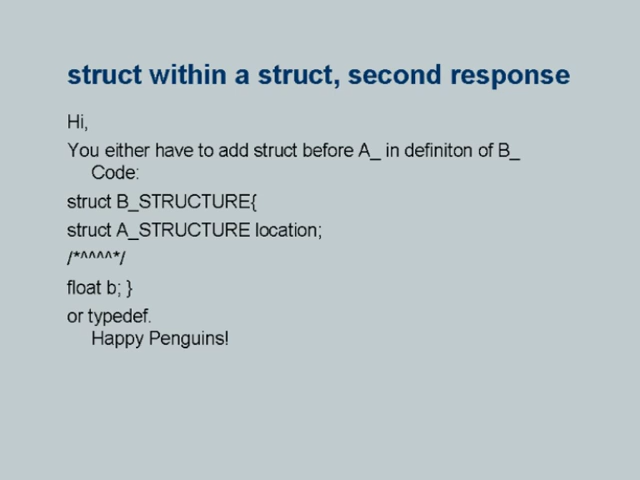 struct within a struct, second response
Hi,
You either have to add struct before A_ in definiton of B_
Code:
struct B_STRUCTURE{
struct A_STRUCTURE location;
/*^^^^*/
float b; }
or typedef.
Happy Penguins!